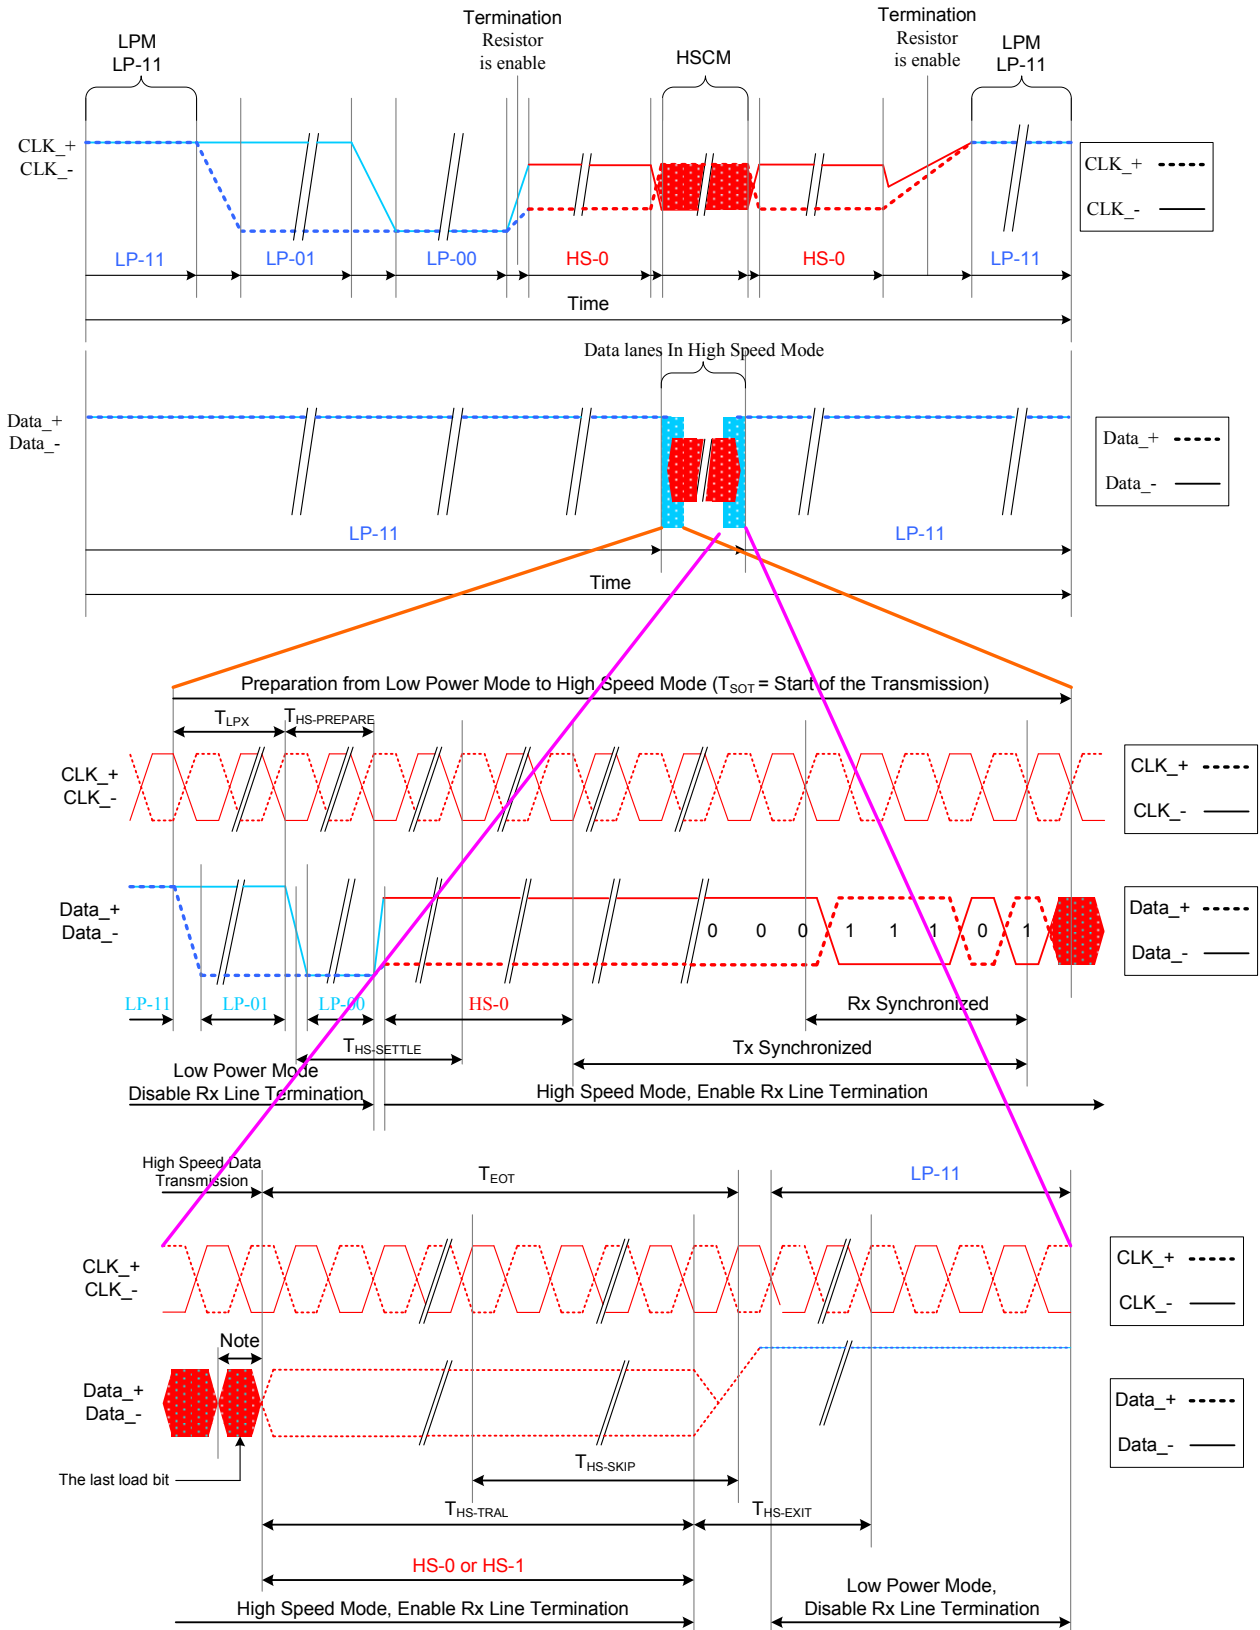 Termination
Resistor
is enable
Termination
Resistor
is enable
LPM
LP-11
HSCM
LPM
LP-11
CLK_+
CLK_-
CLK_+
CLK_-
LP-11
LP-01
LP-00
HS-0
HS-0
LP-11
Time
Data lanes In High Speed Mode
Data_+
Data_-
Data_+
Data_-
LP-11
LP-11
Time
Preparation from Low Power Mode to High Speed Mode (TSOT = Start of the Transmission)
TLPX
THS-PREPARE
CLK_+
CLK_-
CLK_+
CLK_-
Data_+
Data_-
0 0 0 1 1 1 0 1
Data_+
Data_-
LP-11
LP-01
LP-00
HS-0
Rx Synchronized
THS-SETTLE
Tx Synchronized
Low Power Mode
Disable Rx Line Termination
High Speed Mode, Enable Rx Line Termination
High Speed Data
Transmission
TEOT
LP-11
CLK_+
CLK_-
CLK_+
CLK_-
Note
Data_+
Data_-
Data_+
Data_-
The last load bit
THS-SKIP
THS-TRAL
THS-EXIT
HS-0 or HS-1
High Speed Mode, Enable Rx Line Termination
Low Power Mode,
Disable Rx Line Termination